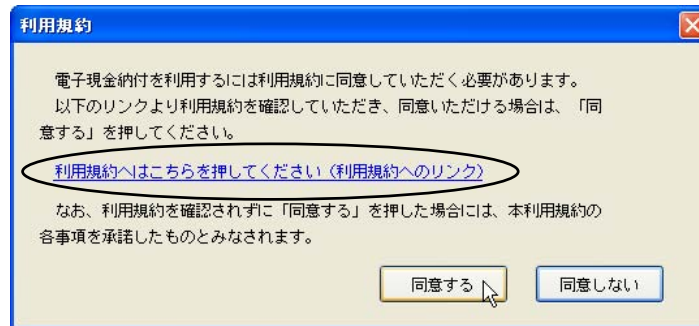 利用規約
電子現金納付を利用するには利用規約に同意していただく必要があります。
以下のリンクより利用規約を確認していただき、同意いただける場合は、「同
意する」を押してください。
利用規約へはこちらを押してください（利用規約へのリンク）
なお、利用規約を確認されずに「同意する」を押した場合には、本利用規約の
各事項を承諾したものとみなされます。
同意する
同意しない